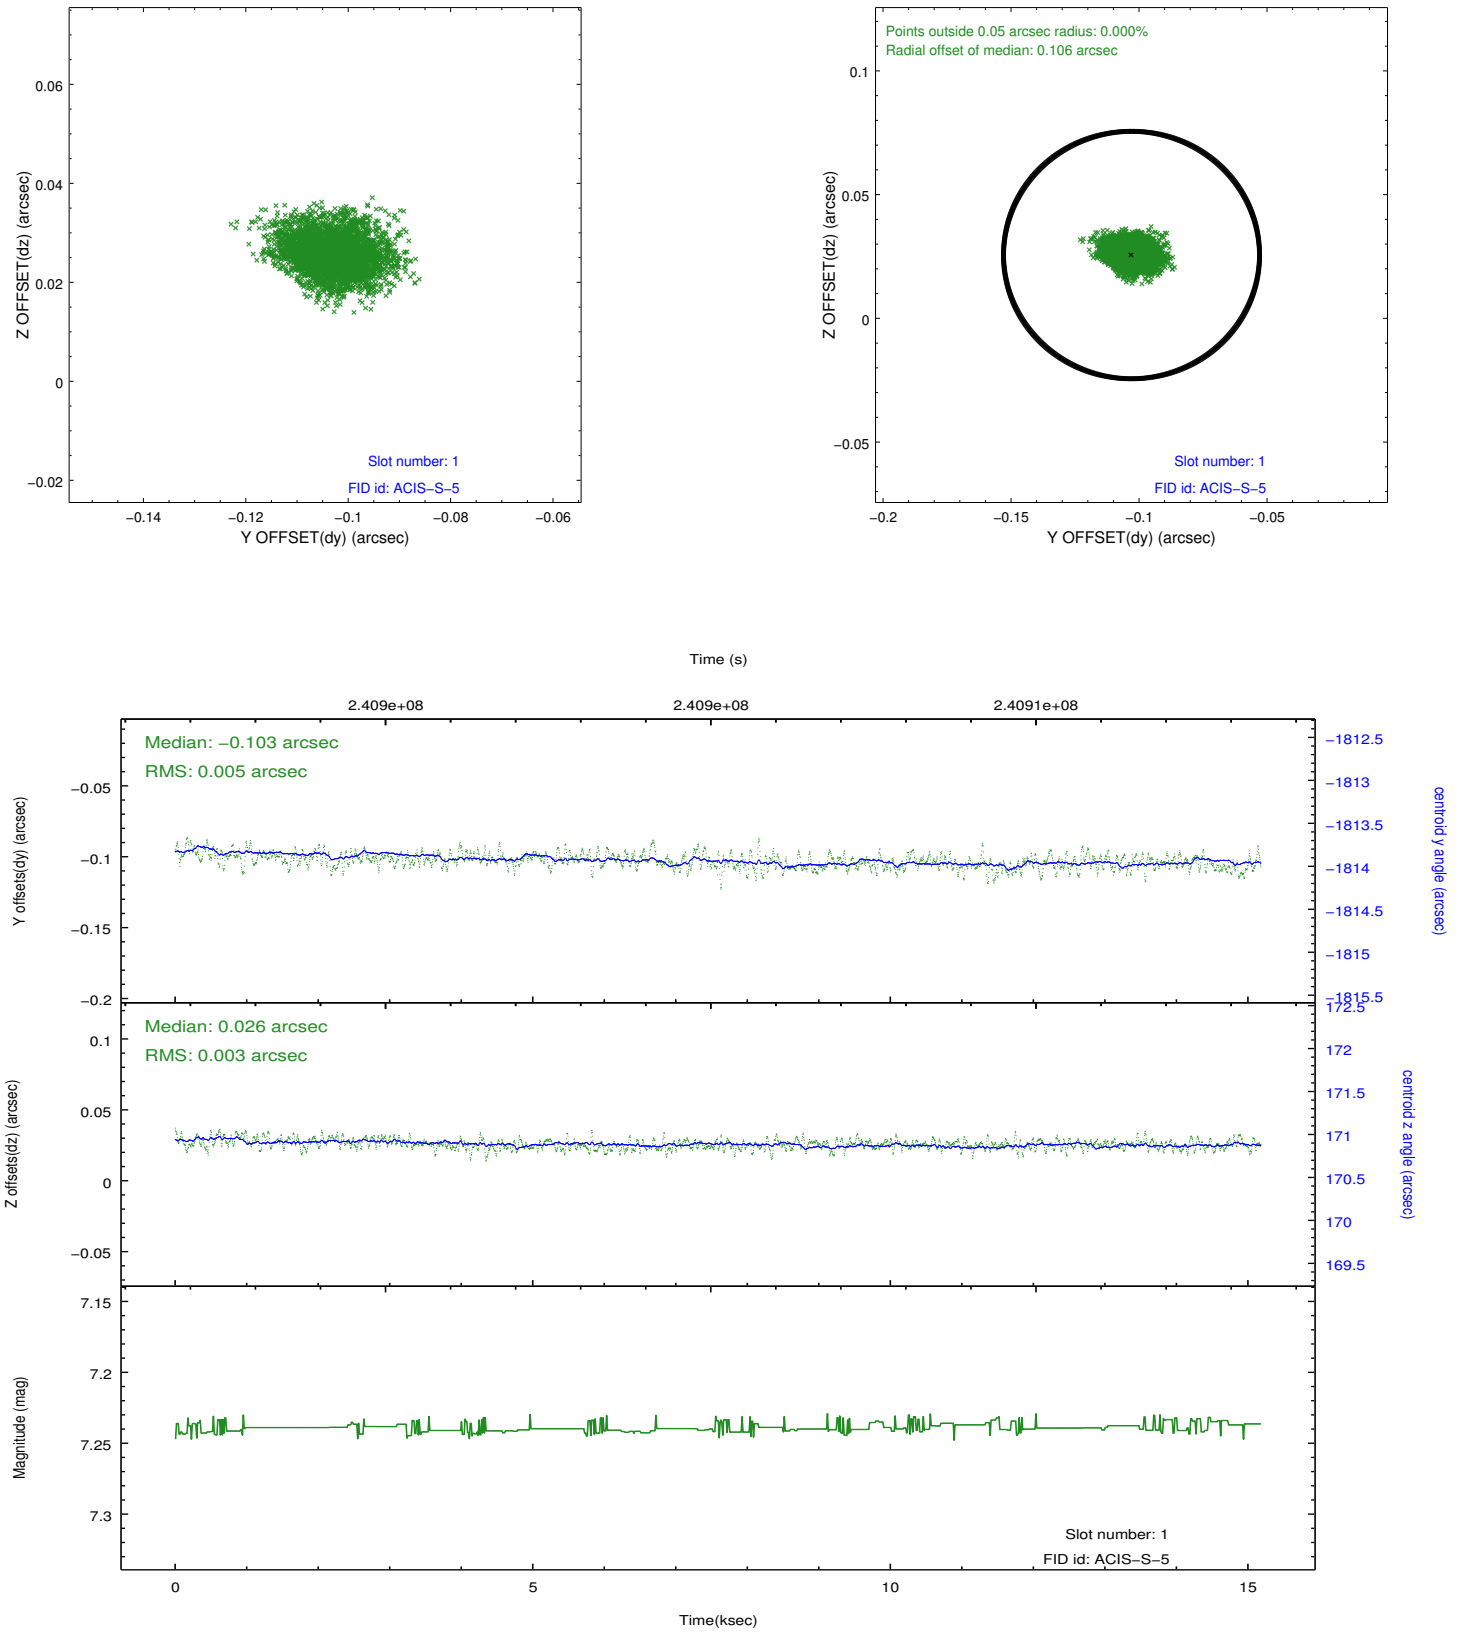 0.06
0.04
0.02
0
−0.02
Z OFFSET(dz) (arcsec)
Slot number: 1
FID id: ACIS−S−5
−0.14
−0.12
−0.1
−0.08
−0.06
Y OFFSET(dy) (arcsec)
Points outside 0.05 arcsec radius: 0.000%
Radial offset of median: 0.106 arcsec
0.1
0.05
0
−0.05
Z OFFSET(dz) (arcsec)
Slot number: 1
FID id: ACIS−S−5
−0.2
−0.15
−0.1
−0.05
Y OFFSET(dy) (arcsec)
Time (s)
2.409e+08
2.409e+08
2.4091e+08
Median: −0.103 arcsec
RMS: 0.005 arcsec
−0.05
−0.1
−0.15
−0.2
Y offsets(dy) (arcsec)
−1812.5
−1813
−1813.5
−1814
−1814.5
−1815
−1815.5
centroid y angle (arcsec)
Median: 0.026 arcsec
RMS: 0.003 arcsec
0.1
0.05
0
−0.05
Z offsets(dz) (arcsec)
172.5
172
171.5
171
170.5
170
169.5
centroid z angle (arcsec)
7.15
7.2
7.25
7.3
Magnitude (mag)
Slot number: 1
FID id: ACIS−S−5
0
5
10
15
Time(ksec)